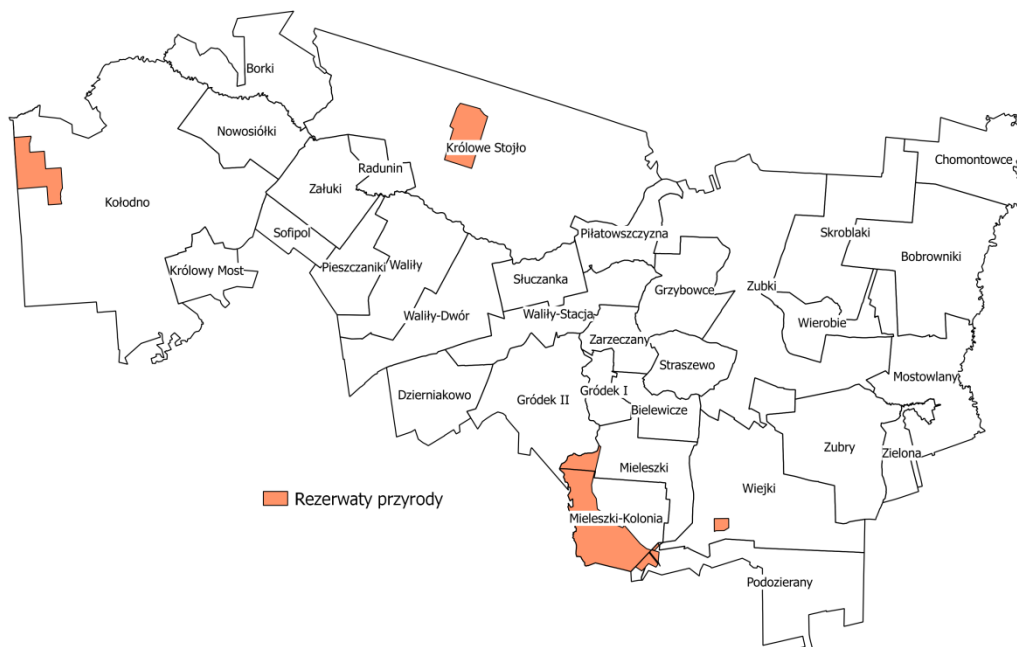 Borki
Nowosiółki
Królowe Stojło
Chomontowce
Radunin
Załuki
Kołodno
Sofipol
Piłatowszczyzna
Skroblaki
Bobrowniki
Królowy Most
Pieszczaniki
Waliły
Słuczanka
Grzybowce
Zubki
Waliły-Dwór
Waliły-Stacja
Wierobie
Zarzeczany
Straszewo
Mostowlany
Dzierniakowo
Gródek II
Gródek I
Bielewicze
Zubry
Zielona
Mieleszki
Wiejki
Rezerwaty przyrody
Mieleszki-Kolonia
Podozierany